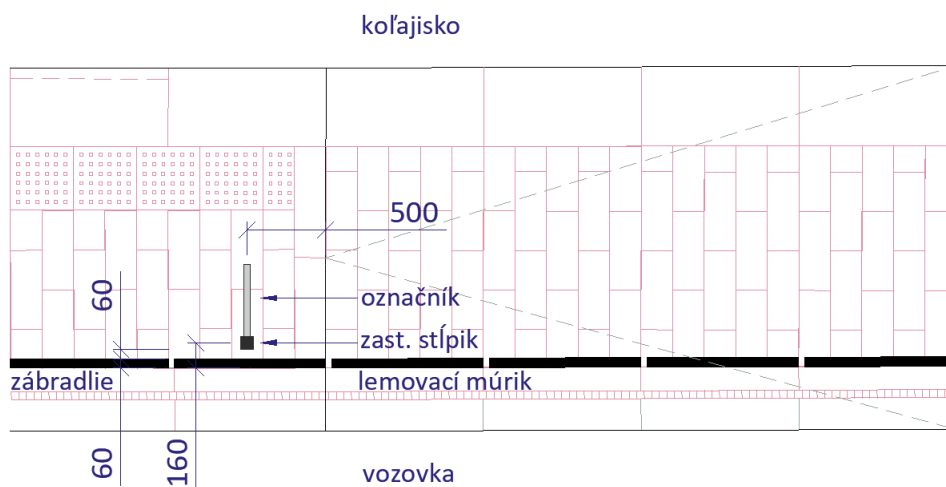 koľajisko
500
60
označník
zast. stĺpik
zábradlie
lemovací múrik
60
160
vozovka